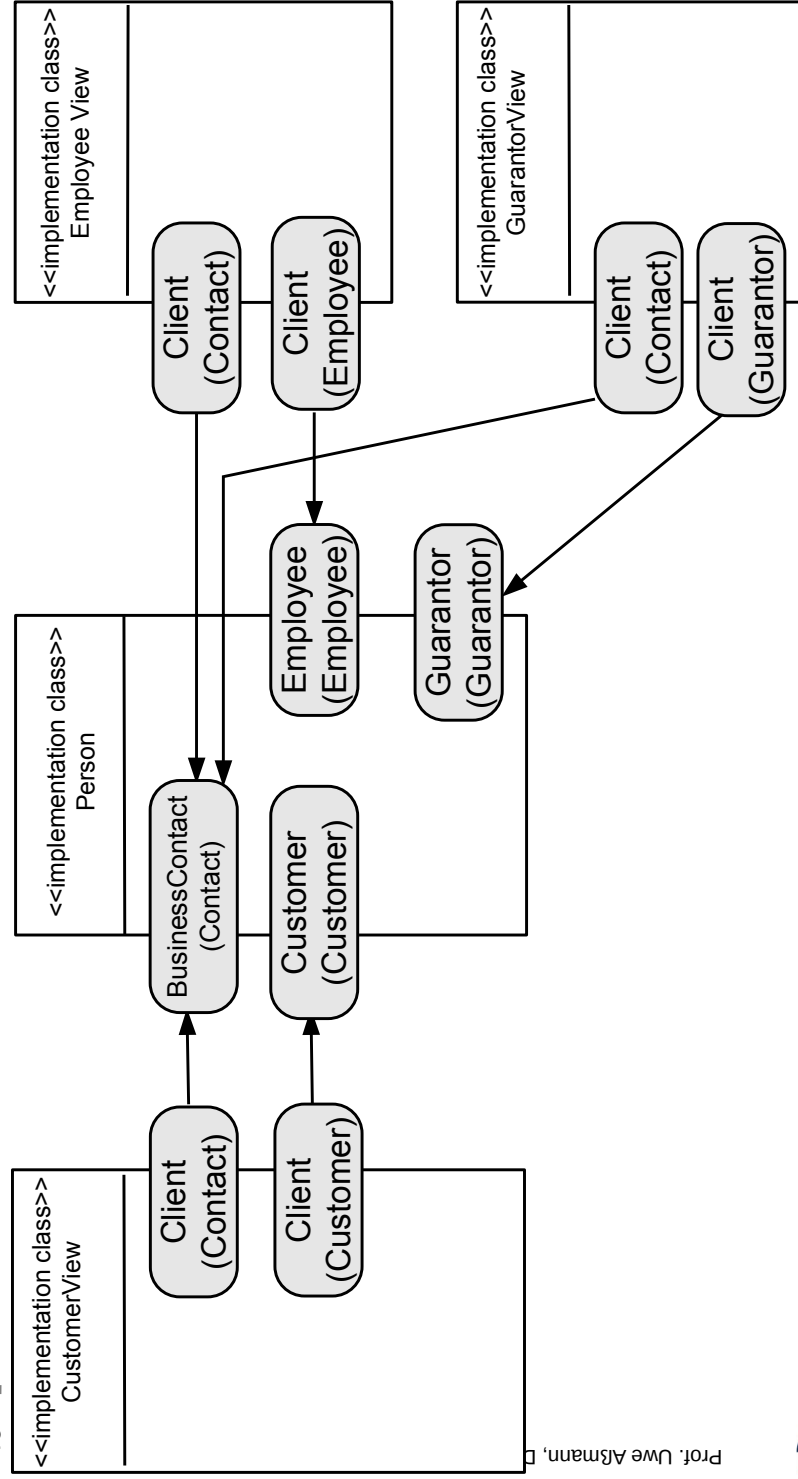 <<implementation class>>
CustomerView
Client
(Contact)
Client
(Customer)
<<implementation class>>
Person
BusinessContact
(Contact)
Customer
(Customer)
Employee
(Employee)
Guarantor
(Guarantor)
<<implementation class>>
Employee View
Client
(Contact)
Client
(Employee)
<<implementation class>>
GuarantorView
Client
(Contact)
Client
(Guarantor)
Prof. Uwe Aßmann, D